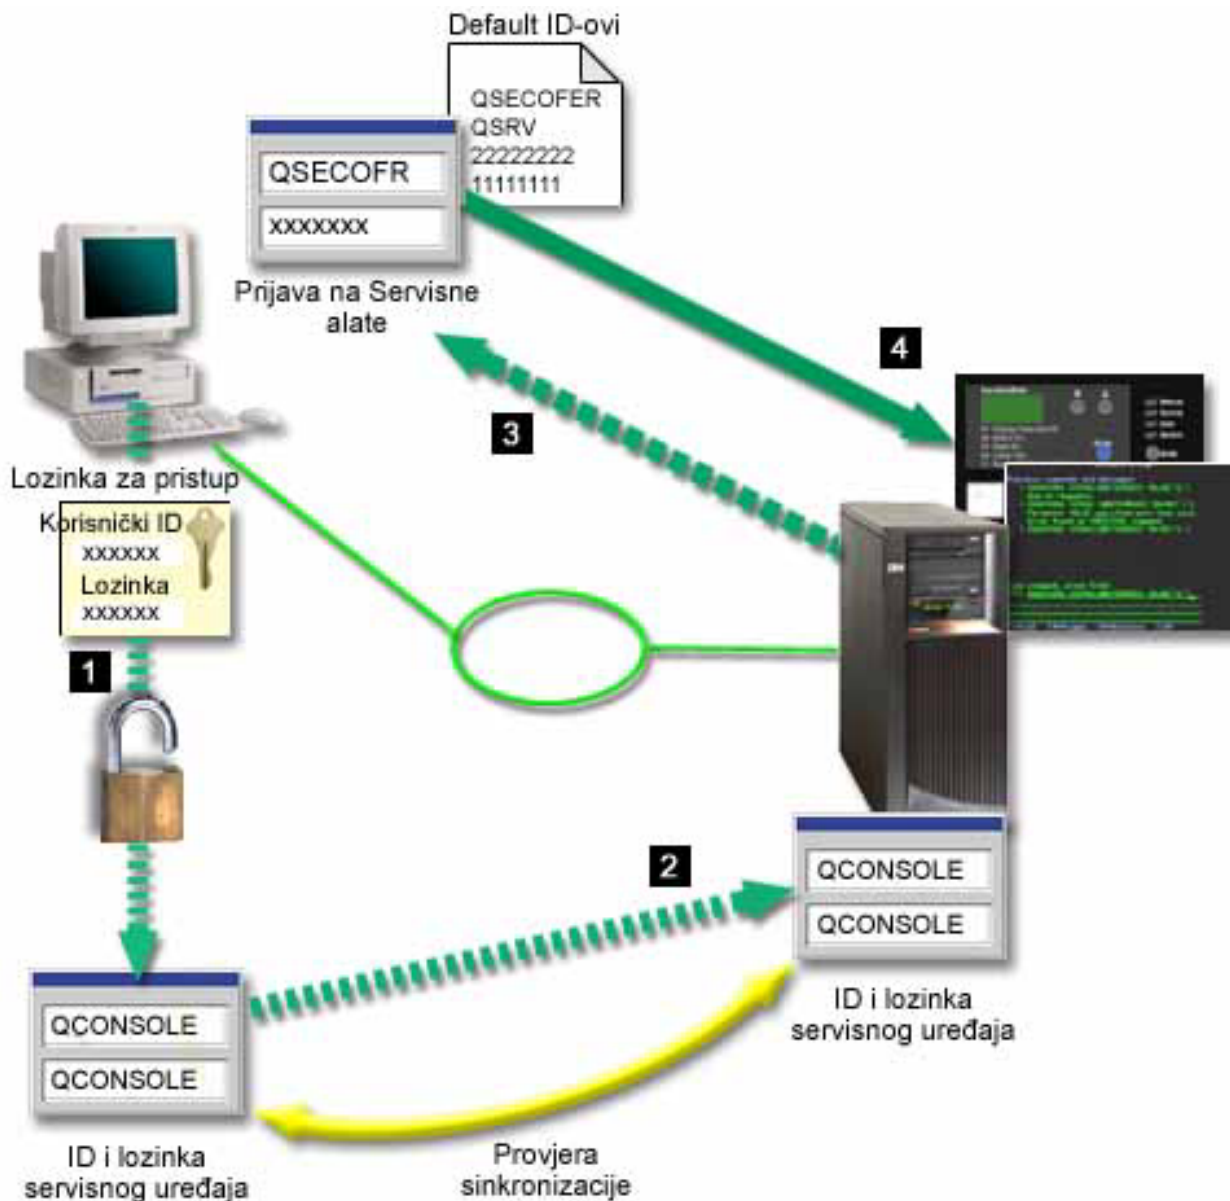 Default ID-ovi
QSECOFER
QSRV
22222222
11111111
QSECOFR
xxxxxxx
Prijava na Servisne
alate
4
3
Lozinka za pristup
Korisnički ID
xxxxxx
Lozinka
xxxxxx
1
IBM
2
QCONSOLE
QCONSOLE
ID i lozinka
servisnog uređaja
QCONSOLE
QCONSOLE
ID i lozinka
servisnog uređaja
Provjera
sinkronizacije